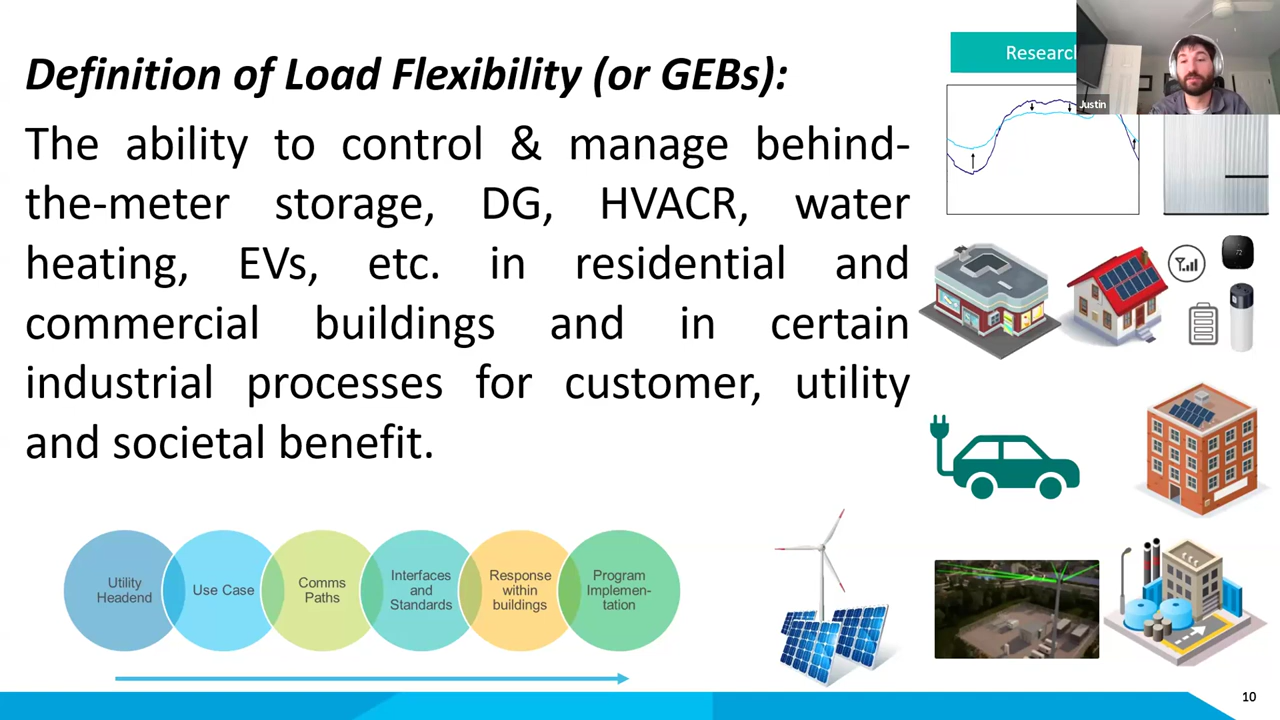 Definition of Load Flexibility (or GEBs):
The ability to control & manage behind-
the-meter storage, DG, HVACR, water
heating, EVs, etc. in residential and
commercial buildings and in certain
industrial processes for customer, utility
and societal benefit.
Research
Justin
72
Utility
Headend
Use Case
Comms
Paths
Interfaces
and
Standards
Response
within
buildings
Program
Implemen-
tation
10